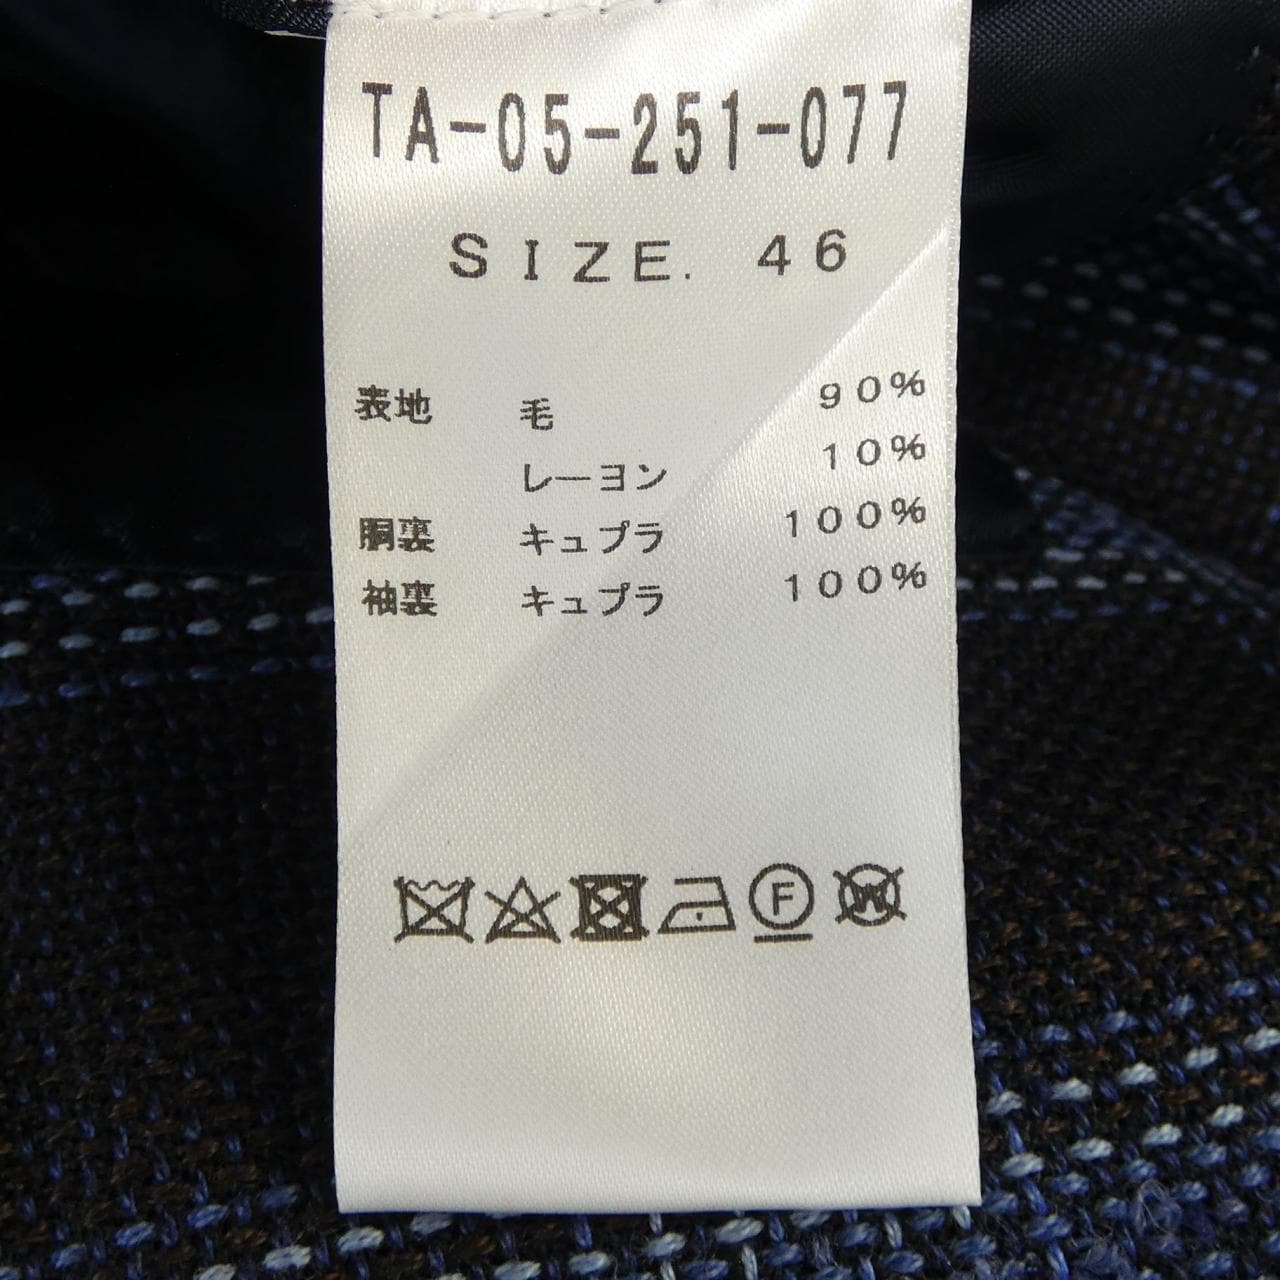 TA-05-251-077
SIZE. 46
表地 毛 90%
レーヨン 10%
胴裏 キュプラ 100%
袖裏 キュプラ 100%
F W